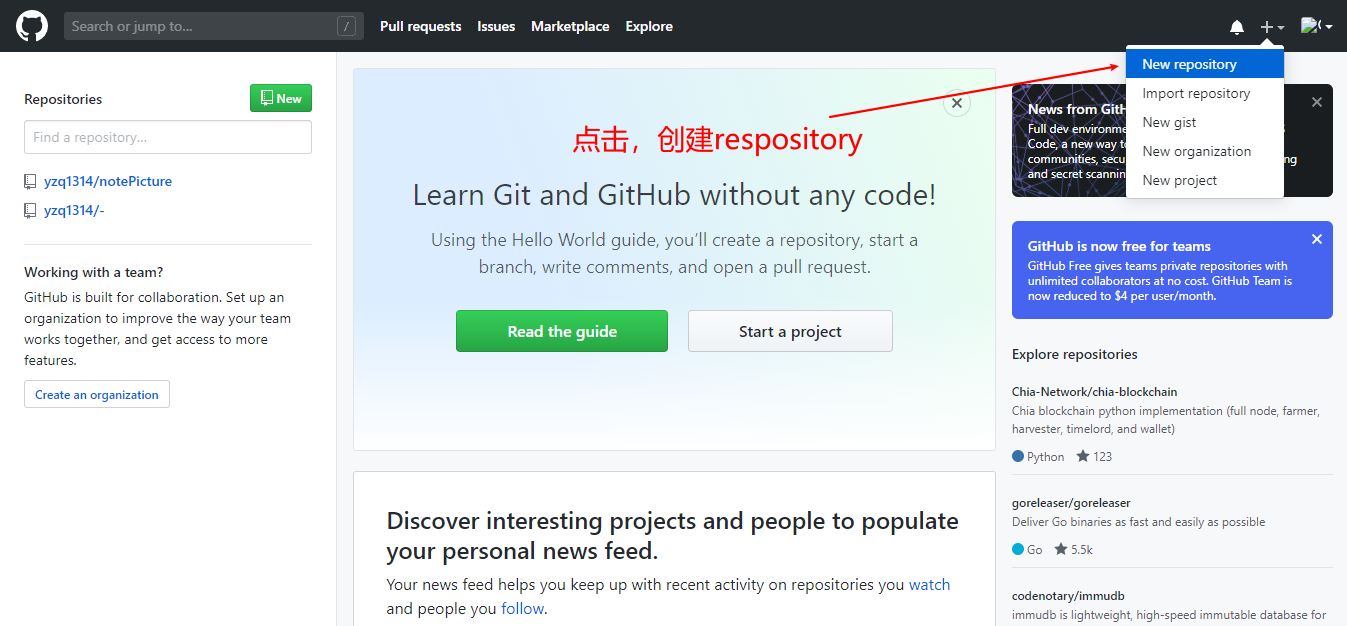 Search or jump to...
/
Pull requests
Issues
Marketplace
Explore
Repositories
New
Find a repository...
yzq1314/notePicture
yzq1314/-
Working with a team?
GitHub is built for collaboration. Set up an
organization to improve the way your team
works together, and get access to more
features.
Create an organization
点击，创建respository
Learn Git and GitHub without any code!
Using the Hello World guide, you’ll create a repository, start a
branch, write comments, and open a pull request.
Read the guide
Start a project
Discover interesting projects and people to populate
your personal news feed.
Your news feed helps you keep up with recent activity on repositories you watch
and people you follow.
New repository
Import repository
New gist
New organization
New project
News from
Full dev
Code, a new way
communities,
and secret
GitHub is now free for teams
GitHub Free gives teams private repositories with
unlimited collaborators at no cost. GitHub Team is
now reduced to $4 per user/month.
Explore repositories
Chia-Network/chia-blockchain
Chia blockchain python implementation (full node, farmer,
harvester, timelord, and wallet)
Python
123
goreleaser/goreleaser
Deliver Go binaries as fast and easily as possible
Go
5.5k
codenotary/immudb
immudb is lightweight, high-speed immutable database for